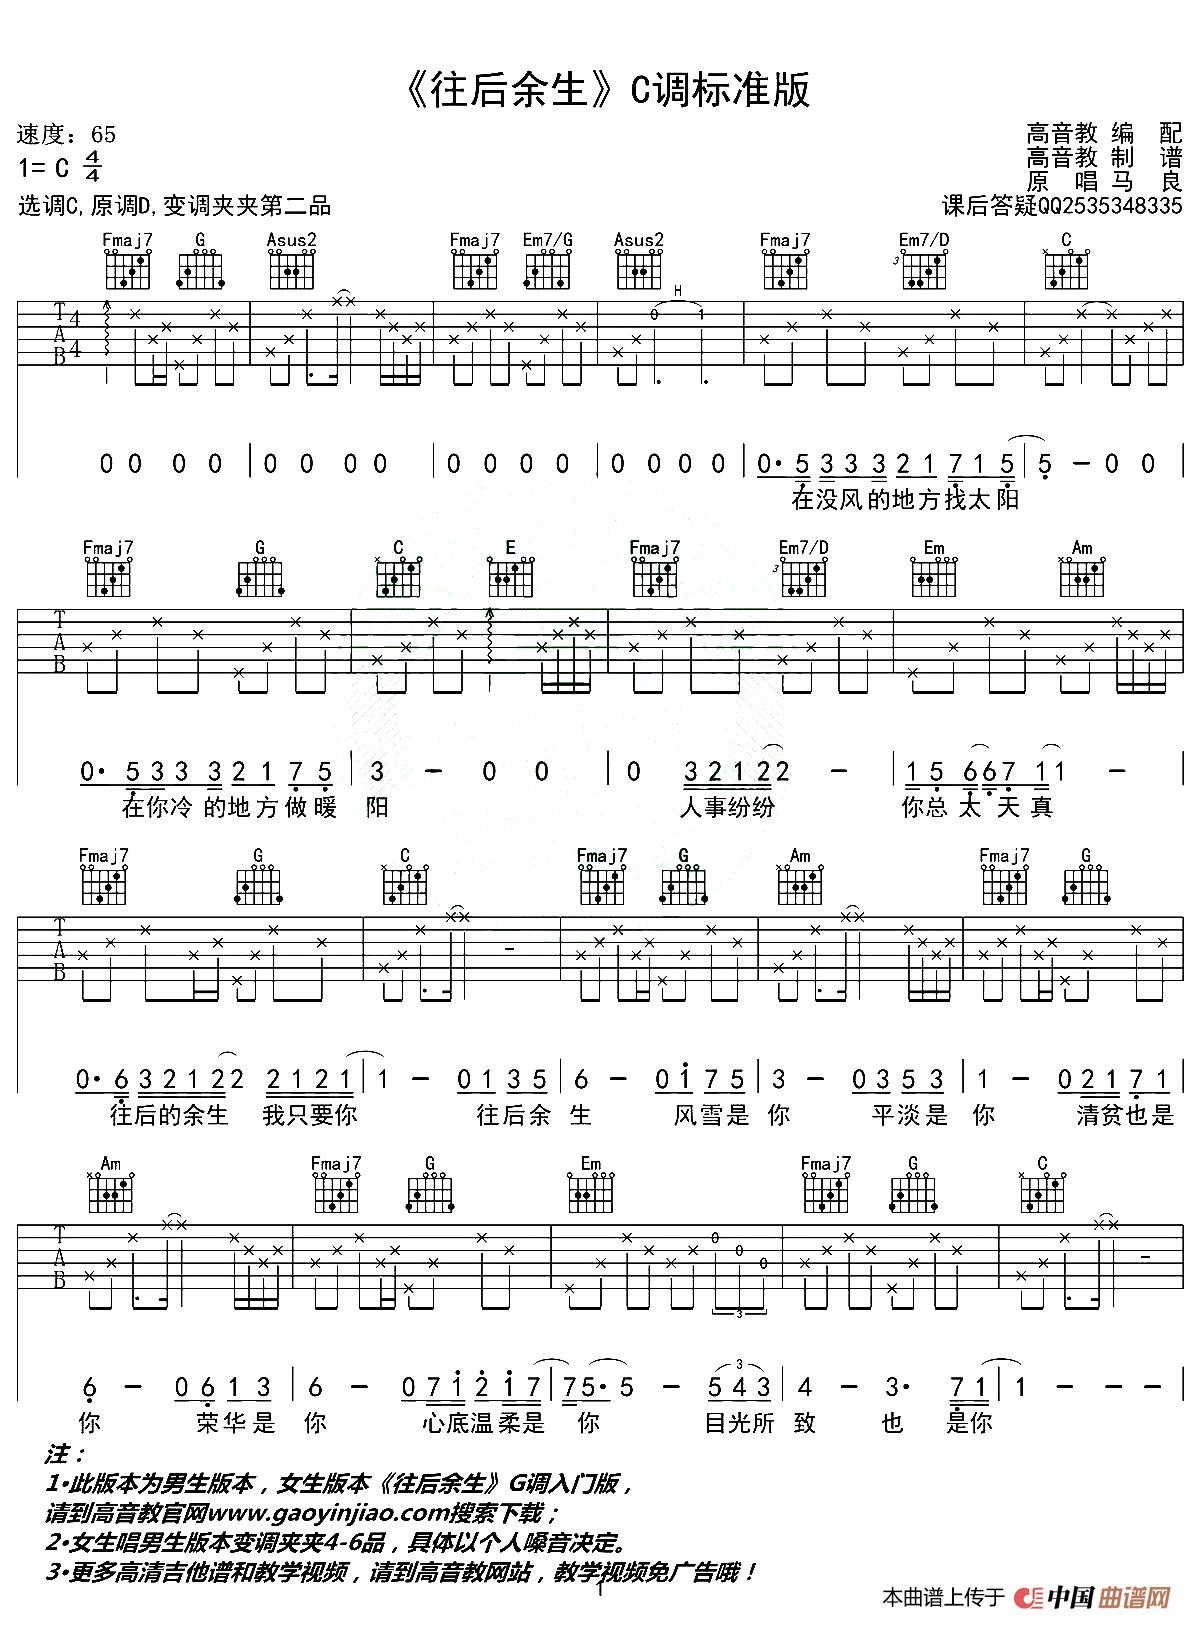 《往后余生》C调标准版
速度：65
1= C 4/4
选调C,原调D,变调夹夹第二品
高音教 编 配
高音教 制 谱
原 唱 马 良
课后答疑QQ2535348335
Fmaj7 G Asus2 Fmaj7 Em7/G Asus2 Fmaj7 Em7/D C
H
T A B 4 4 0 1
0 0 0 0 | 0 0 0 0 | 0 0 0 0 | 0 0 0 0 | 0· 5 3 3 3 2 1 7 1 5 | 5 - 0 0
在没风的地方找太阳
Fmaj7 G C E Fmaj7 Em7/D Em Am
T A B
0· 5 3 3 3 2 1 7 5 | 3 - 0 0 | 0 3 2 1 2 2 - | 1 5 6 6 7 1 1 -
在你冷的地方做暖 阳 人事纷纷 你总太天真
Fmaj7 G C Fmaj7 G Am Fmaj7 G
T A B
0· 6 3 2 1 2 2 2 1 2 1 | 1 - 0 1 3 5 | 6 - 0 1 7 5 | 3 - 0 3 5 3 | 1 - 0 2 1 7 1
往后的余生 我只要你 往后余 生 风雪是 你 平淡是 你 清贫也是
Am Fmaj7 G Em Fmaj7 G C
T A B 0 0 0 3
6 - 0 6 1 3 | 6 - 0 7 1 2 1 7 | 7 5· 5 - 5 4 3 | 4 - 3· 7 1 | 1 - -
你 荣华是 你 心底温柔是 你 目光所 致 也 是你
注：
1·此版本为男生版本，女生版本《往后余生》G调入门版，
请到高音教官网www.gaoyinjiao.com搜索下载；
2·女生唱男生版本变调夹夹4-6品，具体以个人嗓音决定。
3·更多高清吉他谱和教学视频，请到高音教网站，教学视频免广告哦！
1
本曲谱上传于 中国曲谱网